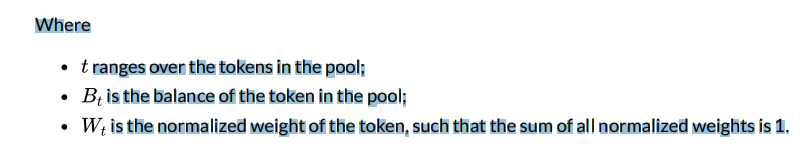 Where
• t ranges over the tokens in the pool;
• Bₜ is the balance of the token in the pool;
• Wₜ is the normalized weight of the token, such that the sum of all normalized weights is 1.